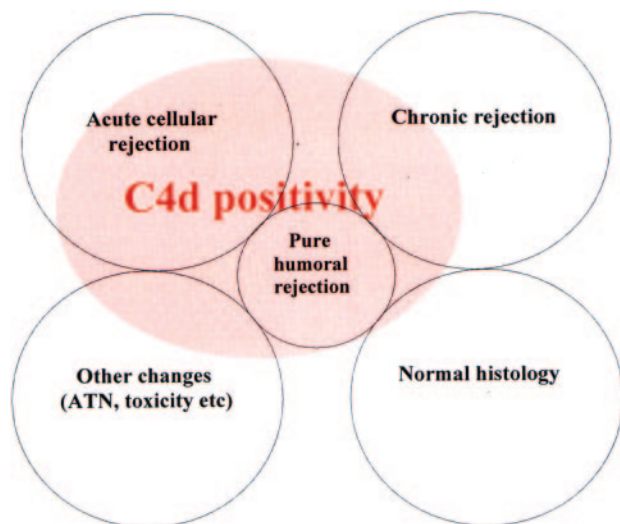 Acute cellular
rejection
Chronic rejection
C4d positivity
Pure
humoral
rejection
Other changes
(ATN, toxicity etc)
Normal histology